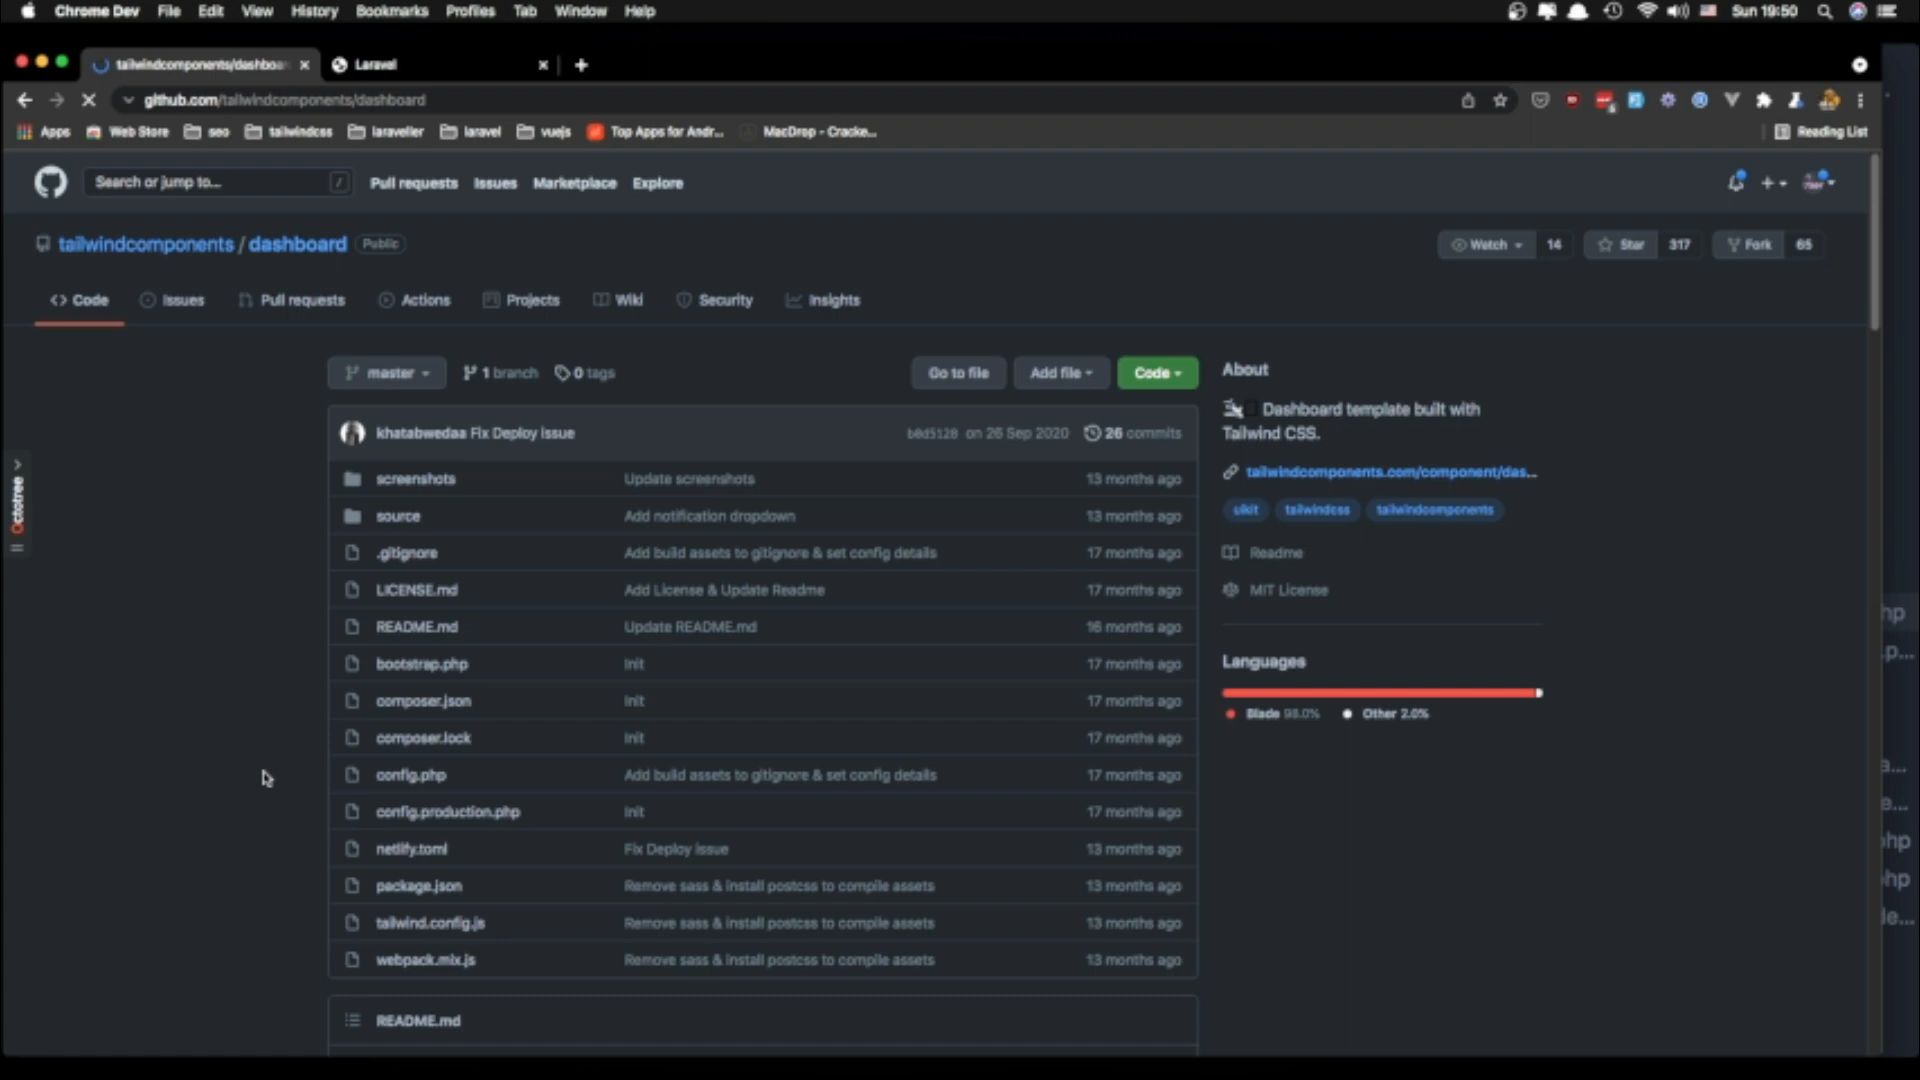 Chrome Dev File Edit View History Bookmarks Profiles Tab Window Help Sun 19:50
tailwindcomponents/dashboa Laravel
github.com/tailwindcomponents/dashboard
Apps Web Store seo tailwindcss laraveller laravel vuejs Top Apps for Andr... MacDrop - Cracke... Reading List
Search or jump to... / Pull requests Issues Marketplace Explore
tailwindcomponents / dashboard Public Watch 14 Star 317 Fork 65
Code Issues Pull requests Actions Projects Wiki Security Insights
master 1 branch 0 tags Go to file Add file Code
khatabwedaa Fix Deploy issue b0d5128 on 26 Sep 2020 26 commits
screenshots Update screenshots 13 months ago
source Add notification dropdown 13 months ago
.gitignore Add build assets to gitignore & set config details 17 months ago
LICENSE.md Add License & Update Readme 17 months ago
README.md Update README.md 16 months ago
bootstrap.php Init 17 months ago
composer.json Init 17 months ago
composer.lock Init 17 months ago
config.php Add build assets to gitignore & set config details 17 months ago
config.production.php Init 17 months ago
netlify.toml Fix Deploy issue 13 months ago
package.json Remove sass & install postcss to compile assets 13 months ago
tailwind.config.js Remove sass & install postcss to compile assets 13 months ago
webpack.mix.js Remove sass & install postcss to compile assets 13 months ago
README.md
About
Dashboard template built with
Tailwind CSS.
tailwindcomponents.com/component/das...
uikit tailwindcss tailwindcomponents
Readme
MIT License
Languages
Blade 98.0% Other 2.0%
Octotree
hp
.p...
a...
e...
hp
hp
le...